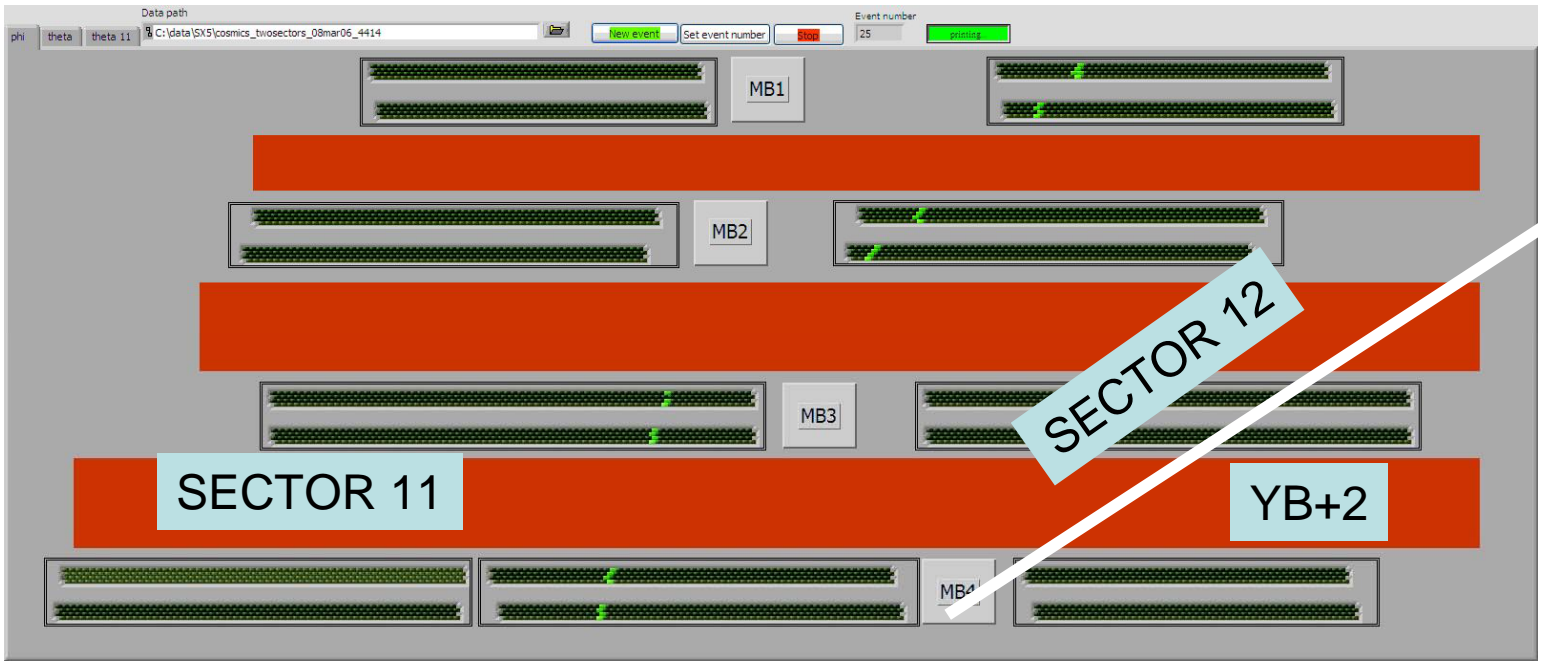 Data path
Event number
phi
theta
theta 11
C:\data\SX5\cosmics_twosectors_08mar06_4414
New event
Set event number
Stop
25
printing...
MB1
MB2
SECTOR 12
MB3
SECTOR 11
YB+2
MB4